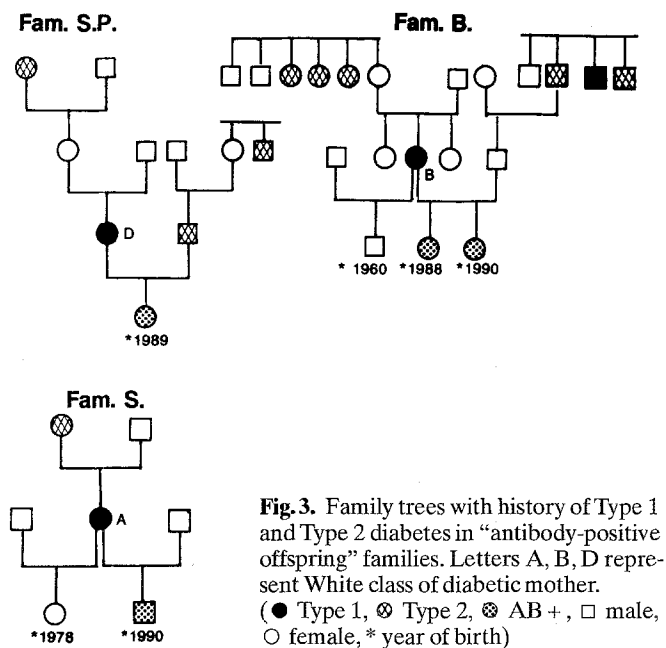 Fam. S.P.
Fam. B.
D
B
* 1960
*1988
*1990
*1989
Fam. S.
A
*1978
*1990
Fig. 3. Family trees with history of Type 1
and Type 2 diabetes in “antibody-positive
offspring” families. Letters A, B, D repre-
sent White class of diabetic mother.
(● Type 1, ⊗ Type 2, ⊗ AB +, □ male,
○ female, * year of birth)